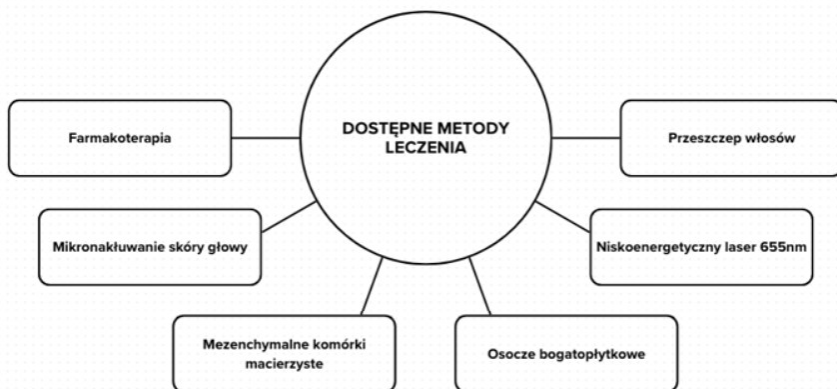 DOSTĘPNE METODY
LECZENIA
Farmakoterapia
Przeszczep włosów
Mikronakłuwanie skóry głowy
Niskoenergetyczny laser 655nm
Mezenchymalne komórki
macierzyste
Osocze bogatopłytkowe